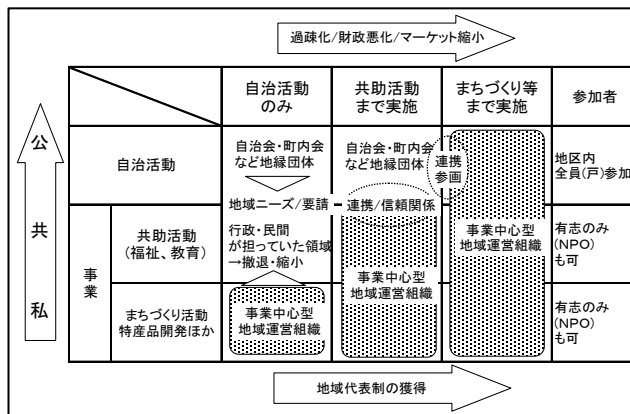 過疎化/財政悪化/マーケット縮小
自治活動
のみ
共助活動
まで実施
まちづくり等
まで実施
参加者
公
共
私
自治活動
自治会・町内会
など地縁団体
自治会・町内会
など地縁団体
連携
参画
地区内
全員(戸)参加
地域ニーズ/要請
連携/信頼関係
事業
共助活動
(福祉、教育)
行政・民間
が担っていた領域
→撤退・縮小
事業中心型
地域運営組織
事業中心型
地域運営組織
有志のみ
(NPO)
も可
まちづくり活動
特産品開発ほか
事業中心型
地域運営組織
有志のみ
(NPO)
も可
地域代表制の獲得